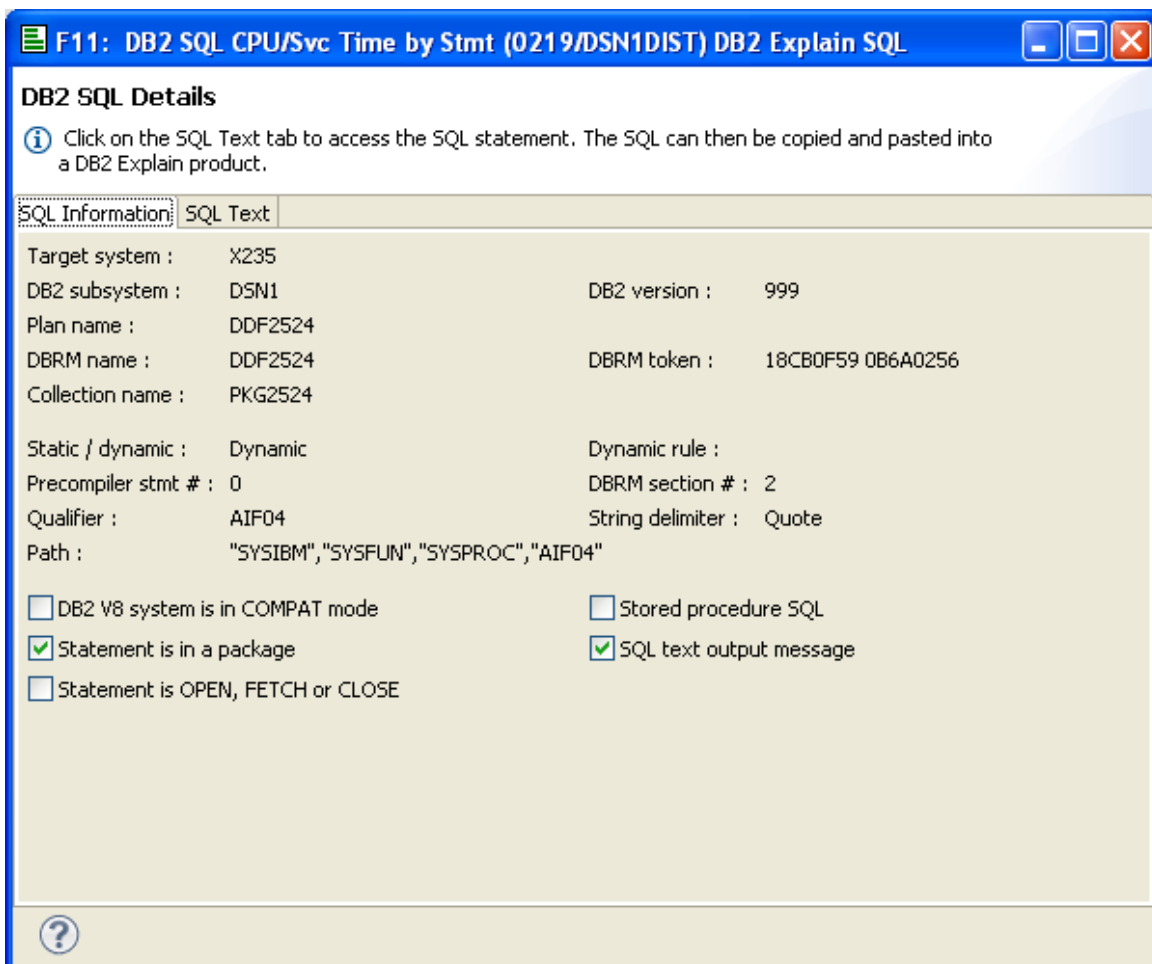 F11: DB2 SQL CPU/Svc Time by Stmt (0219/DSN1DIST) DB2 Explain SQL
DB2 SQL Details
Click on the SQL Text tab to access the SQL statement. The SQL can then be copied and pasted into
a DB2 Explain product.
SQL Information SQL Text
Target system : X235
DB2 subsystem : DSN1 DB2 version : 999
Plan name : DDF2524
DBRM name : DDF2524 DBRM token : 18CB0F59 0B6A0256
Collection name : PKG2524
Static / dynamic : Dynamic Dynamic rule :
Precompiler stmt # : 0 DBRM section # : 2
Qualifier : AIF04 String delimiter : Quote
Path : "SYSIBM","SYSFUN","SYSPROC","AIF04"
DB2 V8 system is in COMPAT mode Stored procedure SQL
Statement is in a package SQL text output message
Statement is OPEN, FETCH or CLOSE